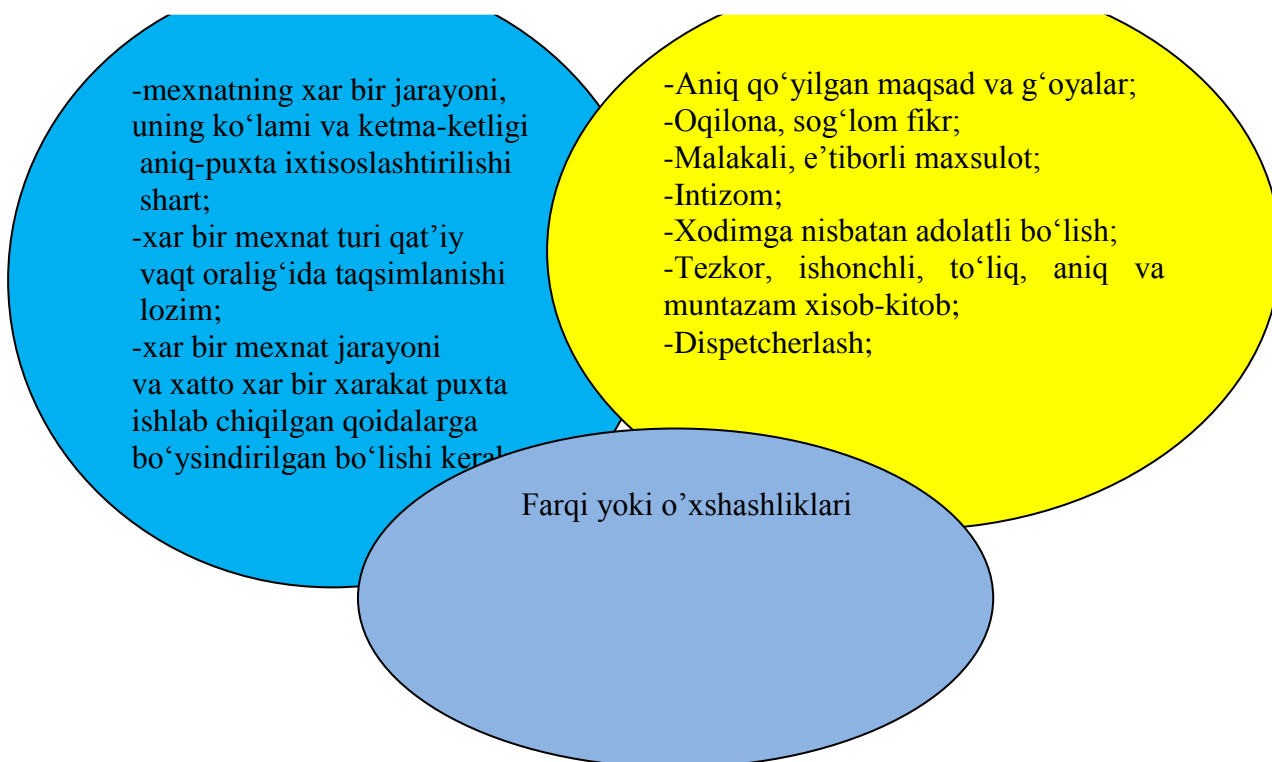 -mexnatning xar bir jarayoni,
uning ko‘lami va ketma-ketligi
aniq-puxta ixtisoslashtirilishi
shart;
-xar bir mexnat turi qat’iy
vaqt oralig‘ida taqsimlanishi
lozim;
-xar bir mexnat jarayoni
va xatto xar bir xarakat puxta
ishlab chiqilgan qoidalarga
bo‘ysindirilgan bo‘lishi
-Aniq qo‘yilgan maqsad va g‘oyalar;
-Oqilona, sog‘lom fikr;
-Malakali, e’tiborli maxsulot;
-Intizom;
-Xodimga nisbatan adolatli bo‘lish;
-Tezkor, ishonchli, to‘liq, aniq va
muntazam xisob-kitob;
-Dispetcherlash;
Farqi yoki o’xshashliklari